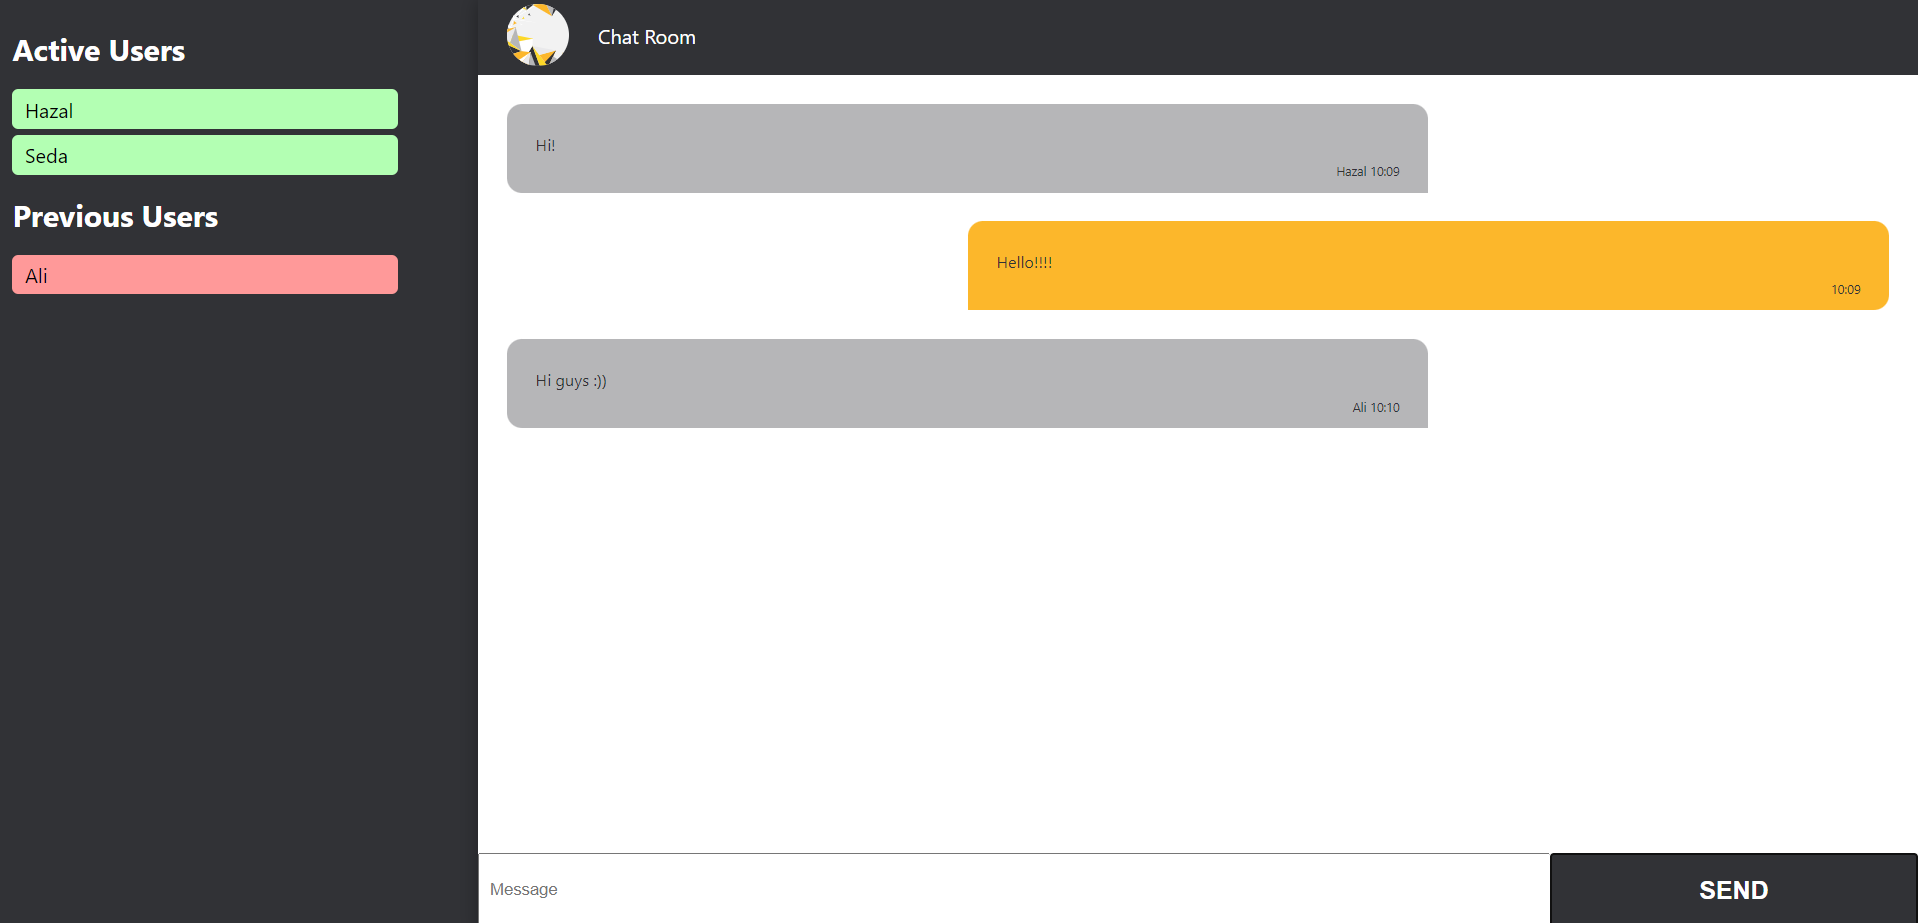 Active Users
Hazal
Seda
Previous Users
Ali
Chat Room
Hi!
Hazal 10:09
Hello!!!!
10:09
Hi guys :))
Ali 10:10
Message
SEND